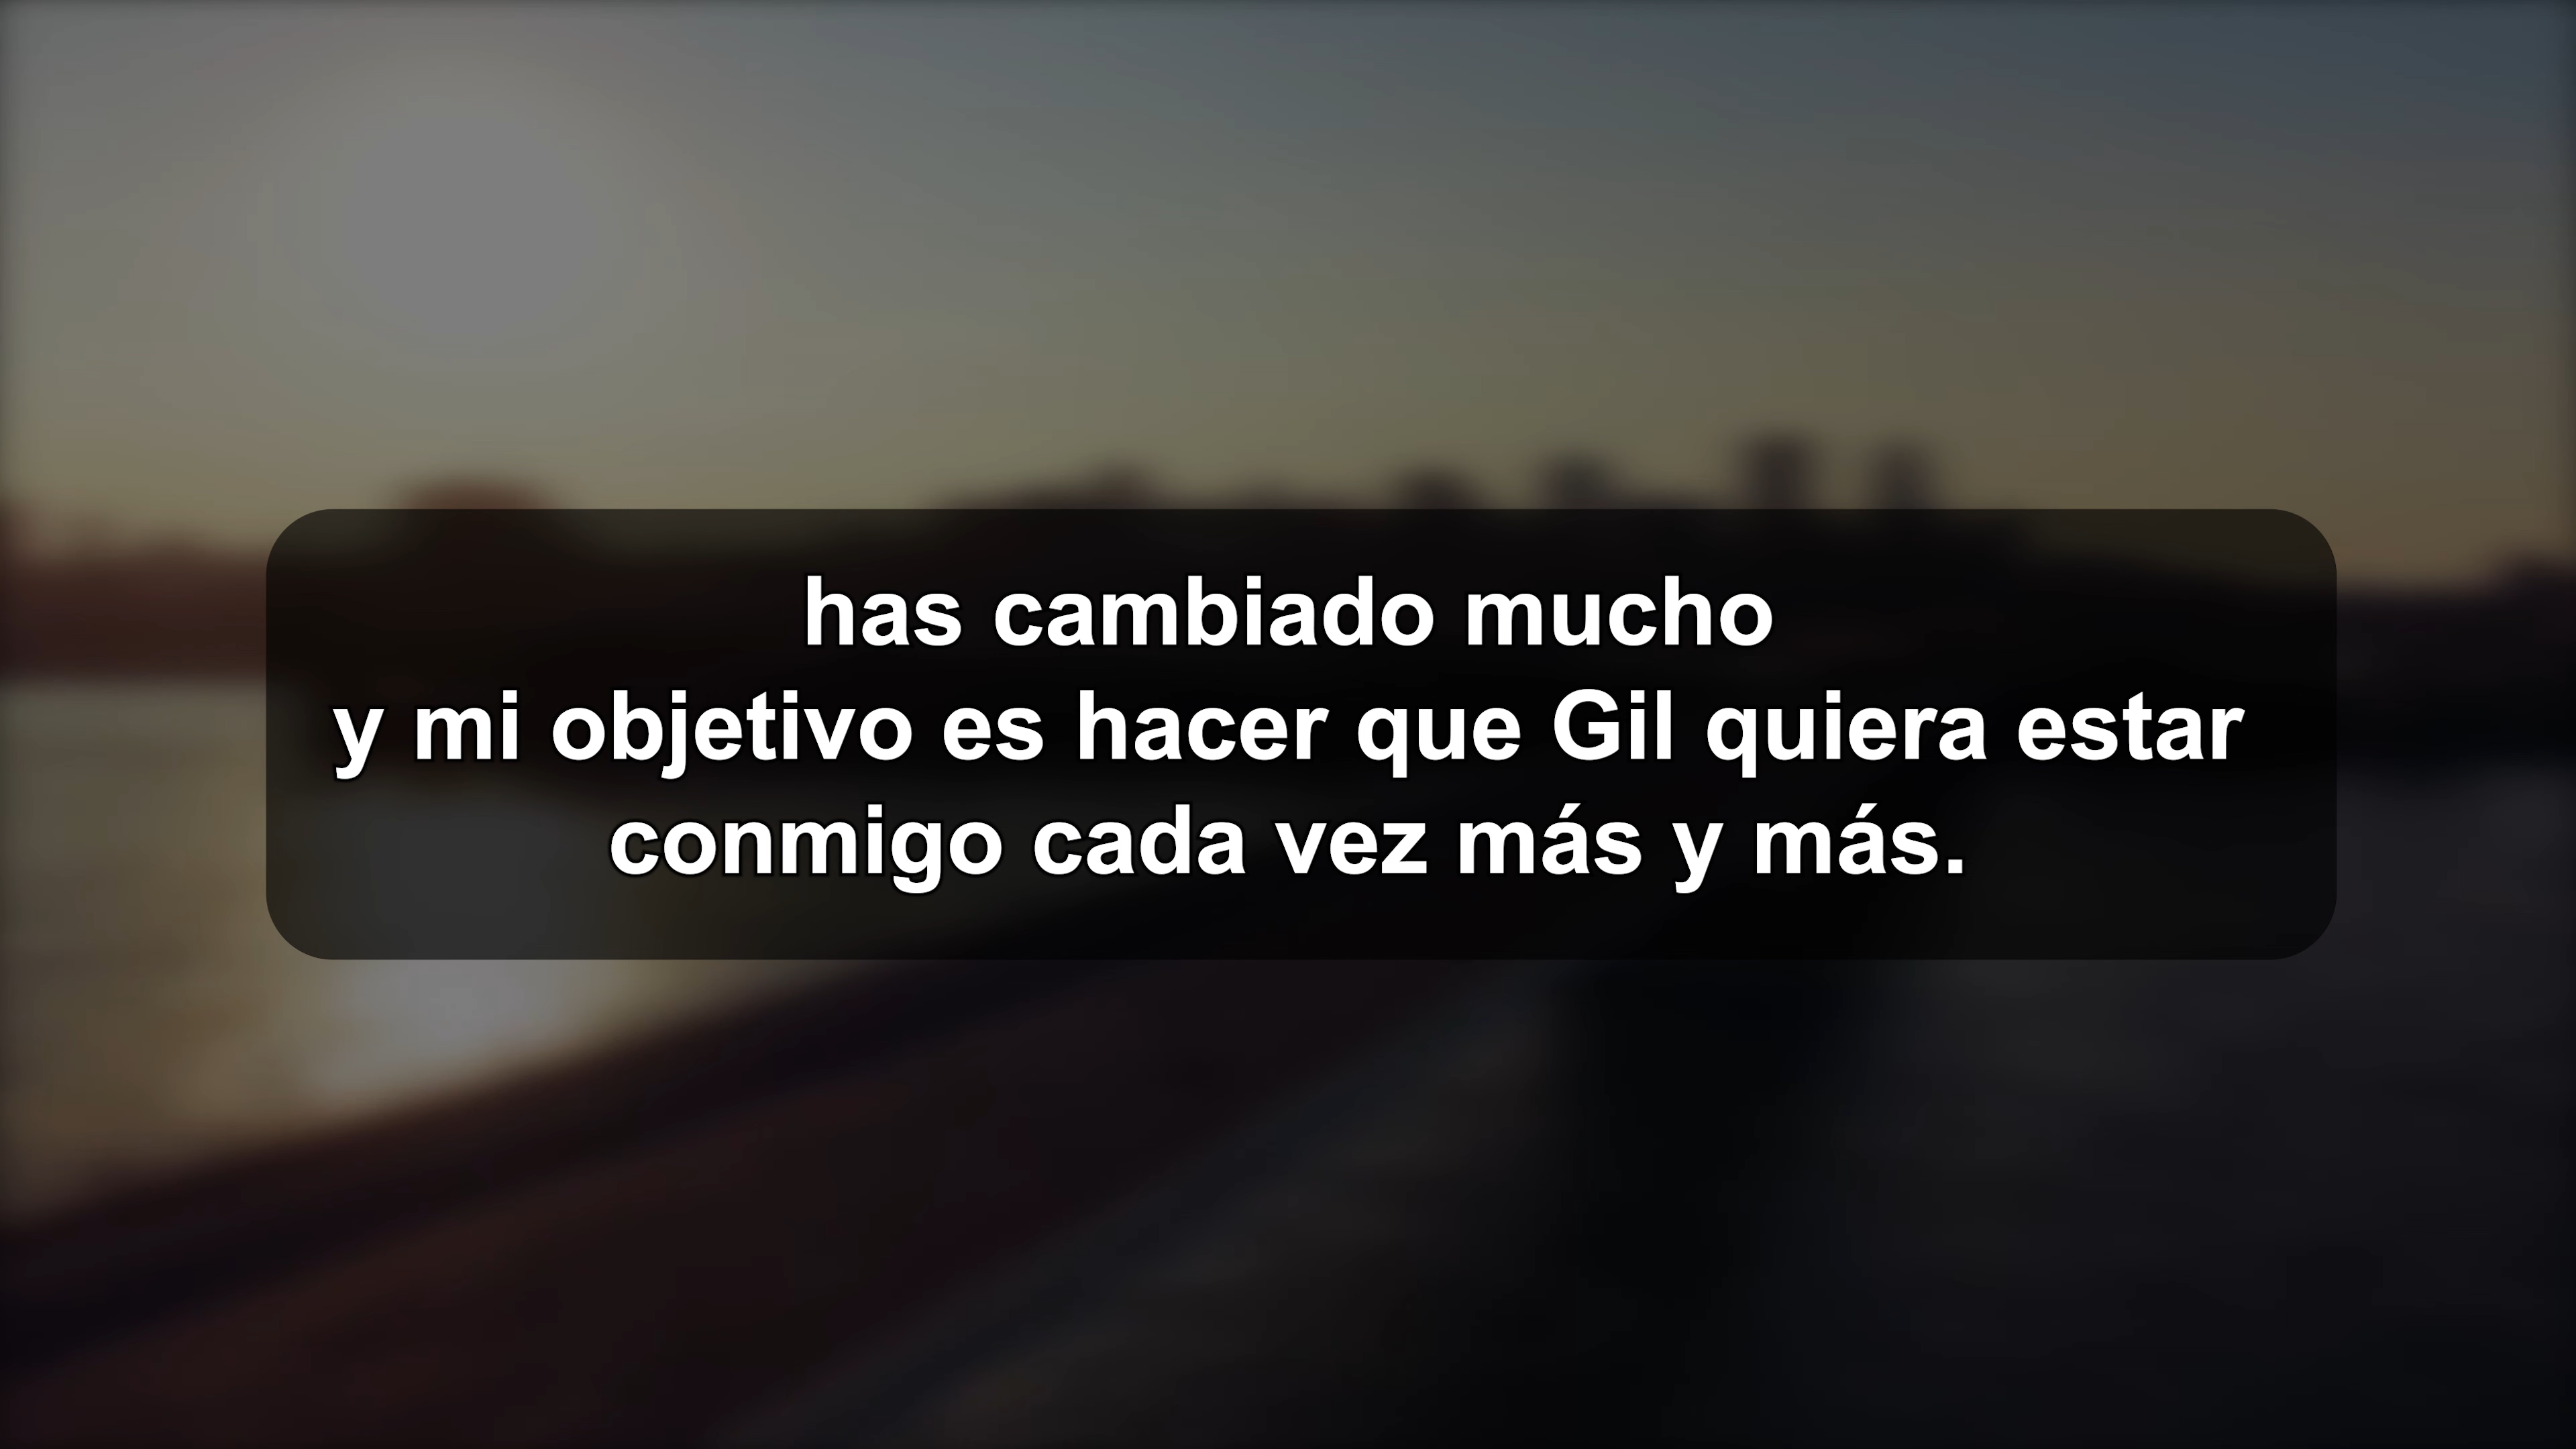 has cambiado mucho
y mi objetivo es hacer que Gil quiera estar
conmigo cada vez más y más.